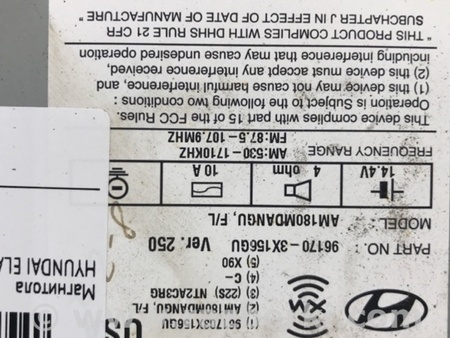 (1) 961703X156GU
(2) AM180MDANGU, F/L
(3) (22S) NT2AC3RG
(4) C-
(5) X90
PART NO. : 96170-3X156GU Ver. 250
MODEL: AM180MDANGU, F/L
14.4V 4 ohm 10 A
FREQUENCY RANGE AM:530-1710KHZ
FM:87.5-107.9MHZ
This device complies with part 15 of the FCC Rules.
Operation is Subject to the following two conditions :
(1) this device may not cause harmful interference, and
(2) this device must accept any interference received,
including interference that may cause undesired operation
"THIS PRODUCT COMPLIES WITH DHHS RULE 21 CFR
SUBCHAPTER J IN EFFECT OF DATE OF MANUFACTURE"
US
Магнитола
HYUNDAI ELA